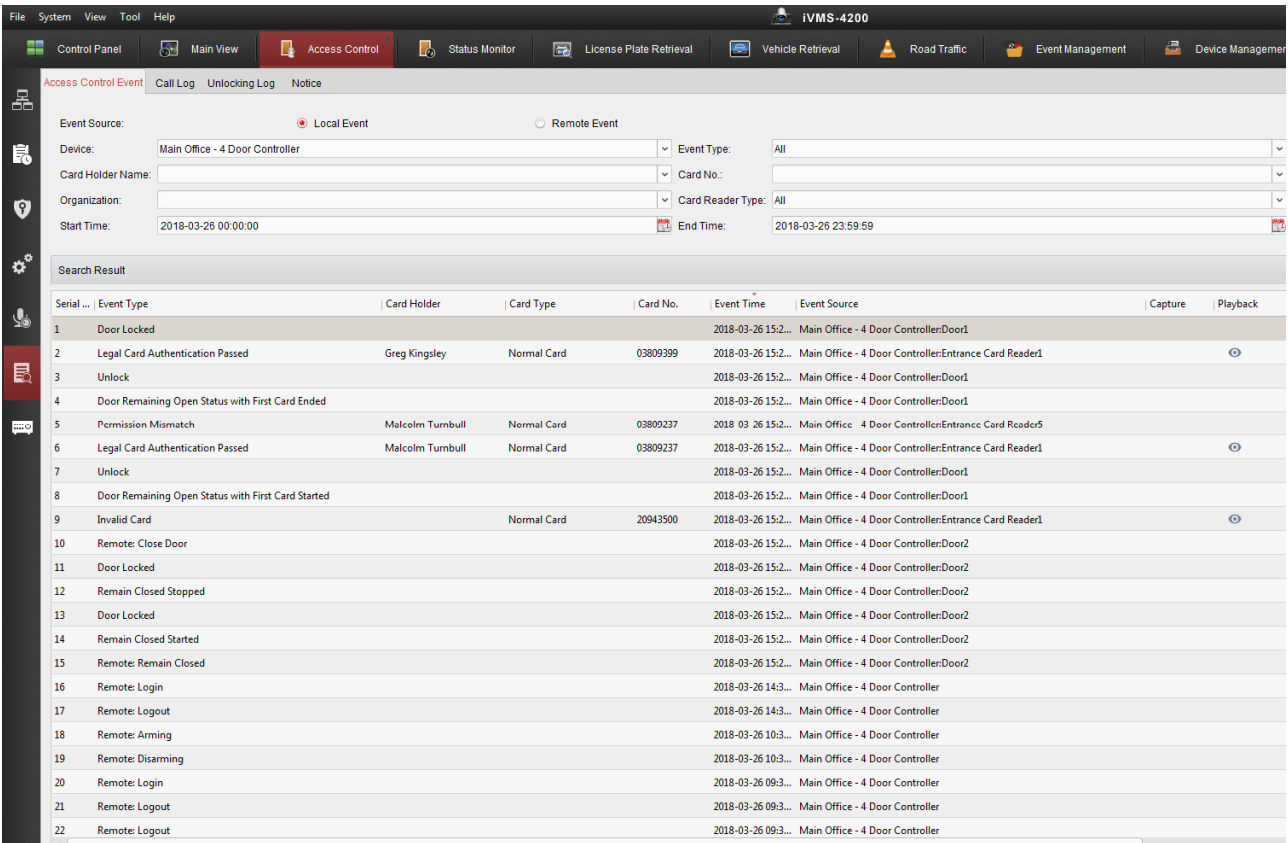 File System View Tool Help iVMS-4200
Control Panel Main View Access Control Status Monitor License Plate Retrieval Vehicle Retrieval Road Traffic Event Management Device Managemen
Access Control Event Call Log Unlocking Log Notice
Event Source: Local Event Remote Event
Device: Main Office - 4 Door Controller Event Type: All
Card Holder Name: Card No.:
Organization: Card Reader Type: All
Start Time: 2018-03-26 00:00:00 End Time: 2018-03-26 23:59:59
Search Result
Serial ... Event Type Card Holder Card Type Card No. Event Time Event Source Capture Playback
1 Door Locked 2018-03-26 15:2... Main Office - 4 Door Controller:Door1
2 Legal Card Authentication Passed Greg Kingsley Normal Card 03809399 2018-03-26 15:2... Main Office - 4 Door Controller:Entrance Card Reader1
3 Unlock 2018-03-26 15:2... Main Office - 4 Door Controller:Door1
4 Door Remaining Open Status with First Card Ended 2018-03-26 15:2... Main Office - 4 Door Controller:Door1
5 Permission Mismatch Malcolm Turnbull Normal Card 03809237 2018-03-26 15:2... Main Office - 4 Door Controller:Entrance Card Reader5
6 Legal Card Authentication Passed Malcolm Turnbull Normal Card 03809237 2018-03-26 15:2... Main Office - 4 Door Controller:Entrance Card Reader1
7 Unlock 2018-03-26 15:2... Main Office - 4 Door Controller:Door1
8 Door Remaining Open Status with First Card Started 2018-03-26 15:2... Main Office - 4 Door Controller:Door1
9 Invalid Card Normal Card 20943500 2018-03-26 15:2... Main Office - 4 Door Controller:Entrance Card Reader1
10 Remote: Close Door 2018-03-26 15:2... Main Office - 4 Door Controller:Door2
11 Door Locked 2018-03-26 15:2... Main Office - 4 Door Controller:Door2
12 Remain Closed Stopped 2018-03-26 15:2... Main Office - 4 Door Controller:Door2
13 Door Locked 2018-03-26 15:2... Main Office - 4 Door Controller:Door2
14 Remain Closed Started 2018-03-26 15:2... Main Office - 4 Door Controller:Door2
15 Remote: Remain Closed 2018-03-26 15:2... Main Office - 4 Door Controller:Door2
16 Remote: Login 2018-03-26 14:3... Main Office - 4 Door Controller
17 Remote: Logout 2018-03-26 14:3... Main Office - 4 Door Controller
18 Remote: Arming 2018-03-26 10:3... Main Office - 4 Door Controller
19 Remote: Disarming 2018-03-26 10:3... Main Office - 4 Door Controller
20 Remote: Login 2018-03-26 09:3... Main Office - 4 Door Controller
21 Remote: Logout 2018-03-26 09:3... Main Office - 4 Door Controller
22 Remote: Logout 2018-03-26 09:3... Main Office - 4 Door Controller